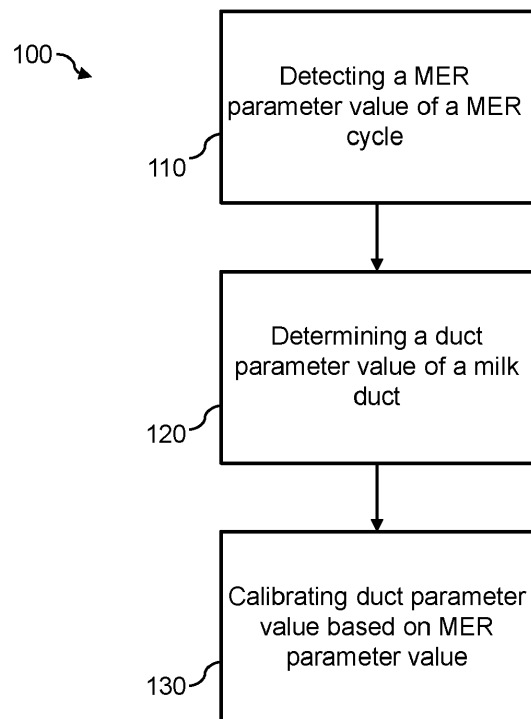 100
Detecting a MER
parameter value of a MER
cycle
110
Determining a duct
parameter value of a milk
duct
120
Calibrating duct parameter
value based on MER
parameter value
130